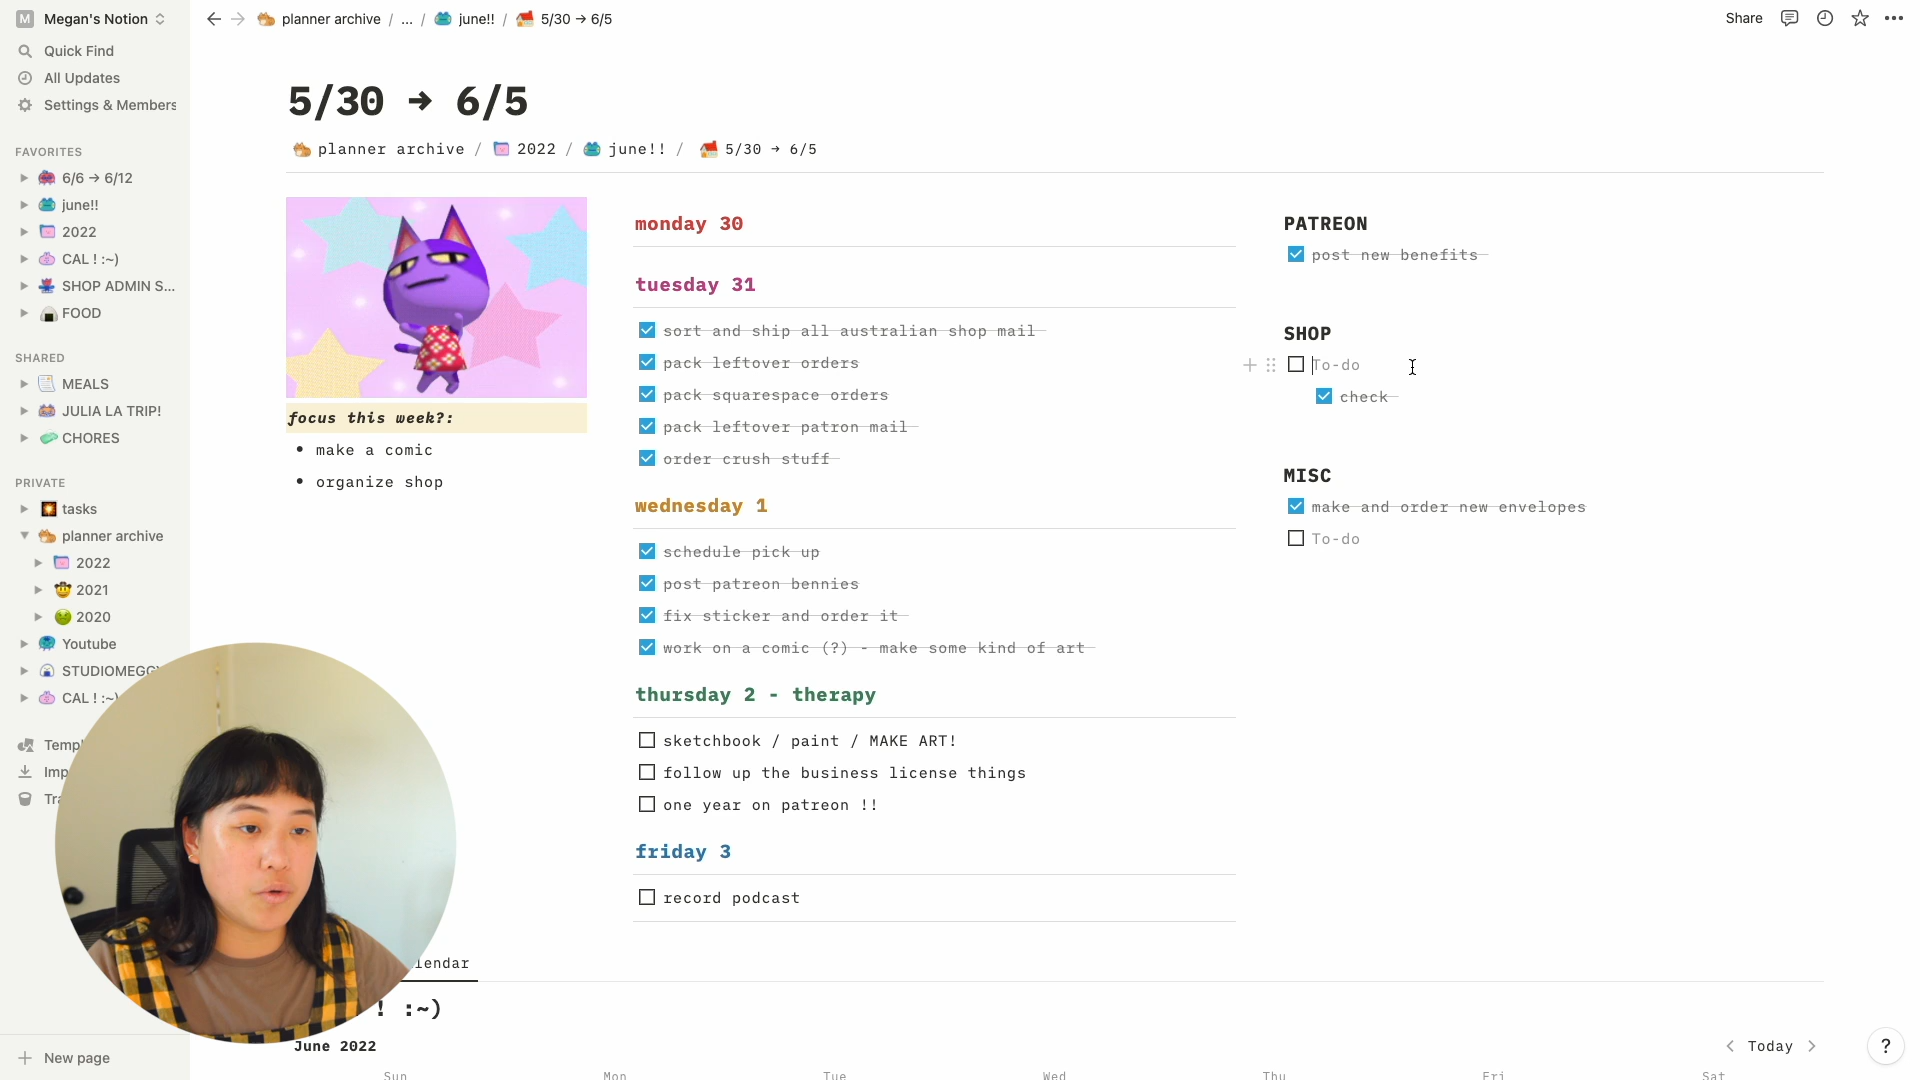 M Megan's Notion
Quick Find
All Updates
Settings & Members
FAVORITES
6/6 → 6/12
june!!
2022
CAL ! :~)
SHOP ADMIN S...
FOOD
SHARED
MEALS
JULIA LA TRIP!
CHORES
PRIVATE
tasks
planner archive
2022
2021
2020
Youtube
STUDIOMEGG
CAL ! :~)
Templ
Imp
Tra
New page
planner archive / ... / june!! / 5/30 → 6/5
Share
5/30 → 6/5
planner archive / 2022 / june!! / 5/30 → 6/5
focus this week?:
• make a comic
• organize shop
monday 30
tuesday 31
sort and ship all australian shop mail
pack leftover orders
pack squarespace orders
pack leftover patron mail
order crush stuff
wednesday 1
schedule pick up
post patreon bennies
fix sticker and order it
work on a comic (?) - make some kind of art
thursday 2 - therapy
sketchbook / paint / MAKE ART!
follow up the business license things
one year on patreon !!
friday 3
record podcast
PATREON
post new benefits
SHOP
To-do
check
MISC
make and order new envelopes
To-do
lendar
! :~)
June 2022
Today
?
Sun Mon Tue Wed Thu Fri Sat